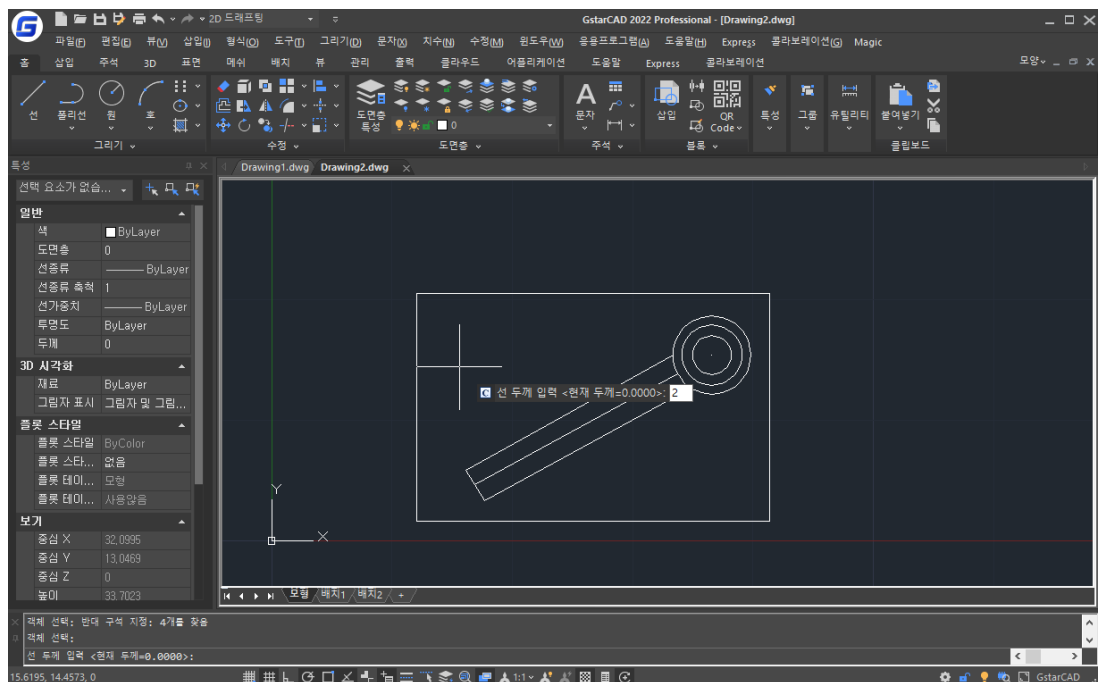 G 2D 드래프팅 GstarCAD 2022 Professional - [Drawing2.dwg]
파일(F) 편집(E) 뷰(V) 삽입(I) 형식(O) 도구(T) 그리기(D) 문자(X) 치수(N) 수정(M) 윈도우(W) 응용프로그램(A) 도움말(H) Express 콜라보레이션(G) Magic
홈 삽입 주석 3D 표면 메쉬 배치 뷰 관리 출력 클라우드 어플리케이션 도움말 Express 콜라보레이션 모양
선 폴리선 원 호 도면층 특성 0 문자 삽입 QR Code 특성 그룹 유틸리티 붙여넣기
그리기 수정 도면층 주석 블록 클립보드
특성 Drawing1.dwg Drawing2.dwg
선택 요소가 없습...
일반
색 ByLayer
도면층 0
선종류 ByLayer
선종류 축척 1
선가중치 ByLayer
투명도 ByLayer
두께 0
3D 시각화
재료 ByLayer
그림자 표시 그림자 및 그림...
플롯 스타일
플롯 스타일 ByColor
플롯 스타... 없음
플롯 테이... 모형
플롯 테이... 사용않음
보기
중심 X 32,0995
중심 Y 13,0469
중심 Z 0
높이 33,7023
C 선 두께 입력 <현재 두께=0.0000>: 2
Y
X
모형 배치1 배치2 +
객체 선택: 반대 구석 지정: 4개를 찾음
객체 선택:
선 두께 입력 <현재 두께=0.0000>:
15.6195, 14.4573, 0 1:1 GstarCAD